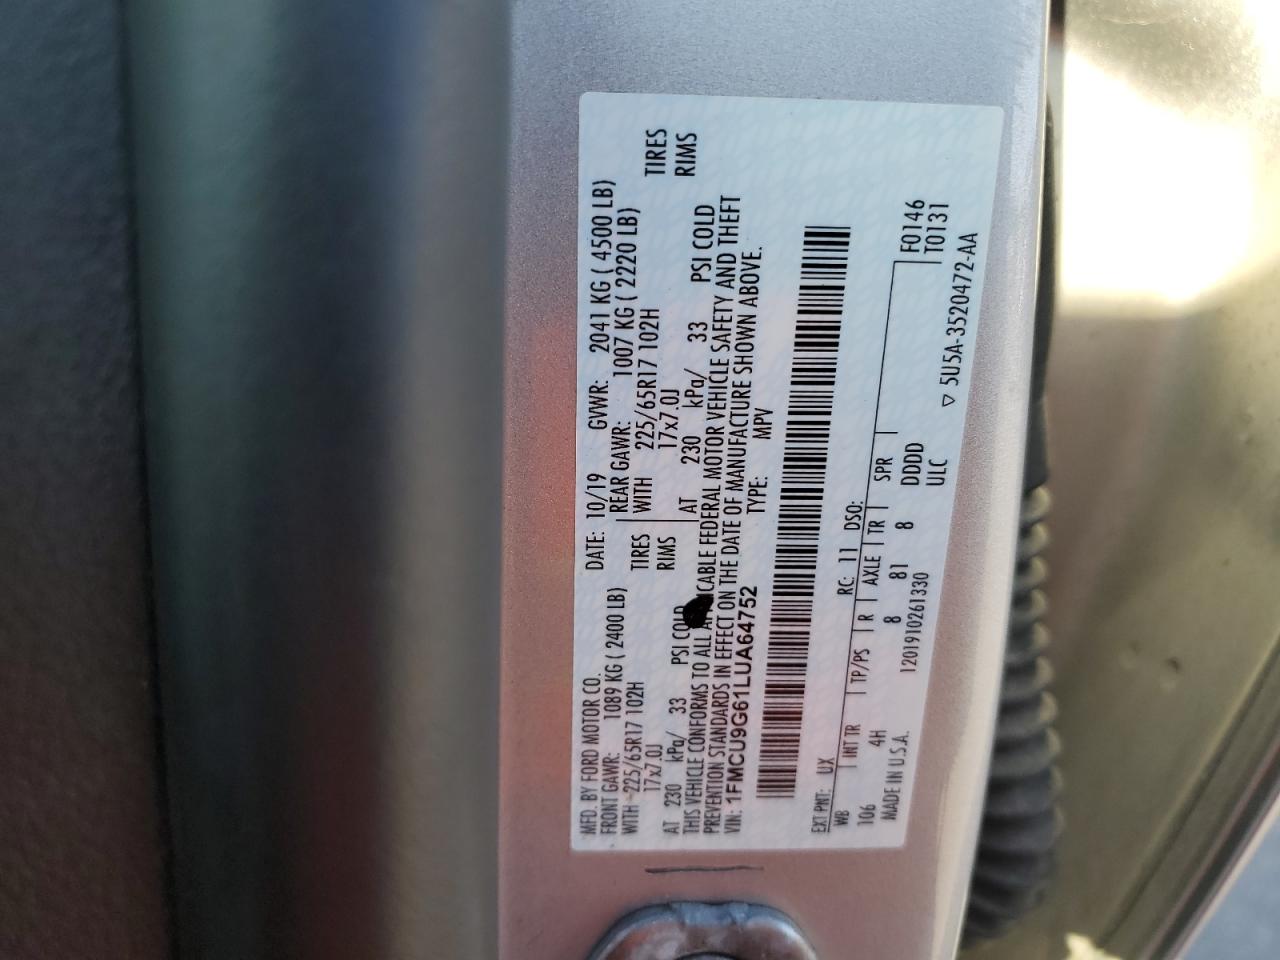 MFD. BY FORD MOTOR CO.
DATE: 10/19 GVWR: 2041 KG ( 4500 LB)
FRONT GAWR: 1089 KG ( 2400 LB) REAR GAWR: 1007 KG ( 2220 LB)
WITH 225/65R17 102H TIRES WITH 225/65R17 102H TIRES
17x7.0J RIMS 17x7.0J RIMS
AT 230 kPa/ 33 PSI COLD AT 230 kPa/ 33 PSI COLD
THIS VEHICLE CONFORMS TO ALL FEDERAL MOTOR VEHICLE SAFETY AND THEFT
PREVENTION STANDARDS IN EFFECT ON THE DATE OF MANUFACTURE SHOWN ABOVE.
VIN: 1FMCU9G61LUA64752 TYPE: MPV
EXT PNT: UX RC: 11 DSO:
WB INT TR TP/PS R AXLE TR SPR F0146
106 4H 8 81 8 DDDD T0131
MADE IN U.S.A. 1201910261330 ULC
▽ 5U5A-3520472-AA